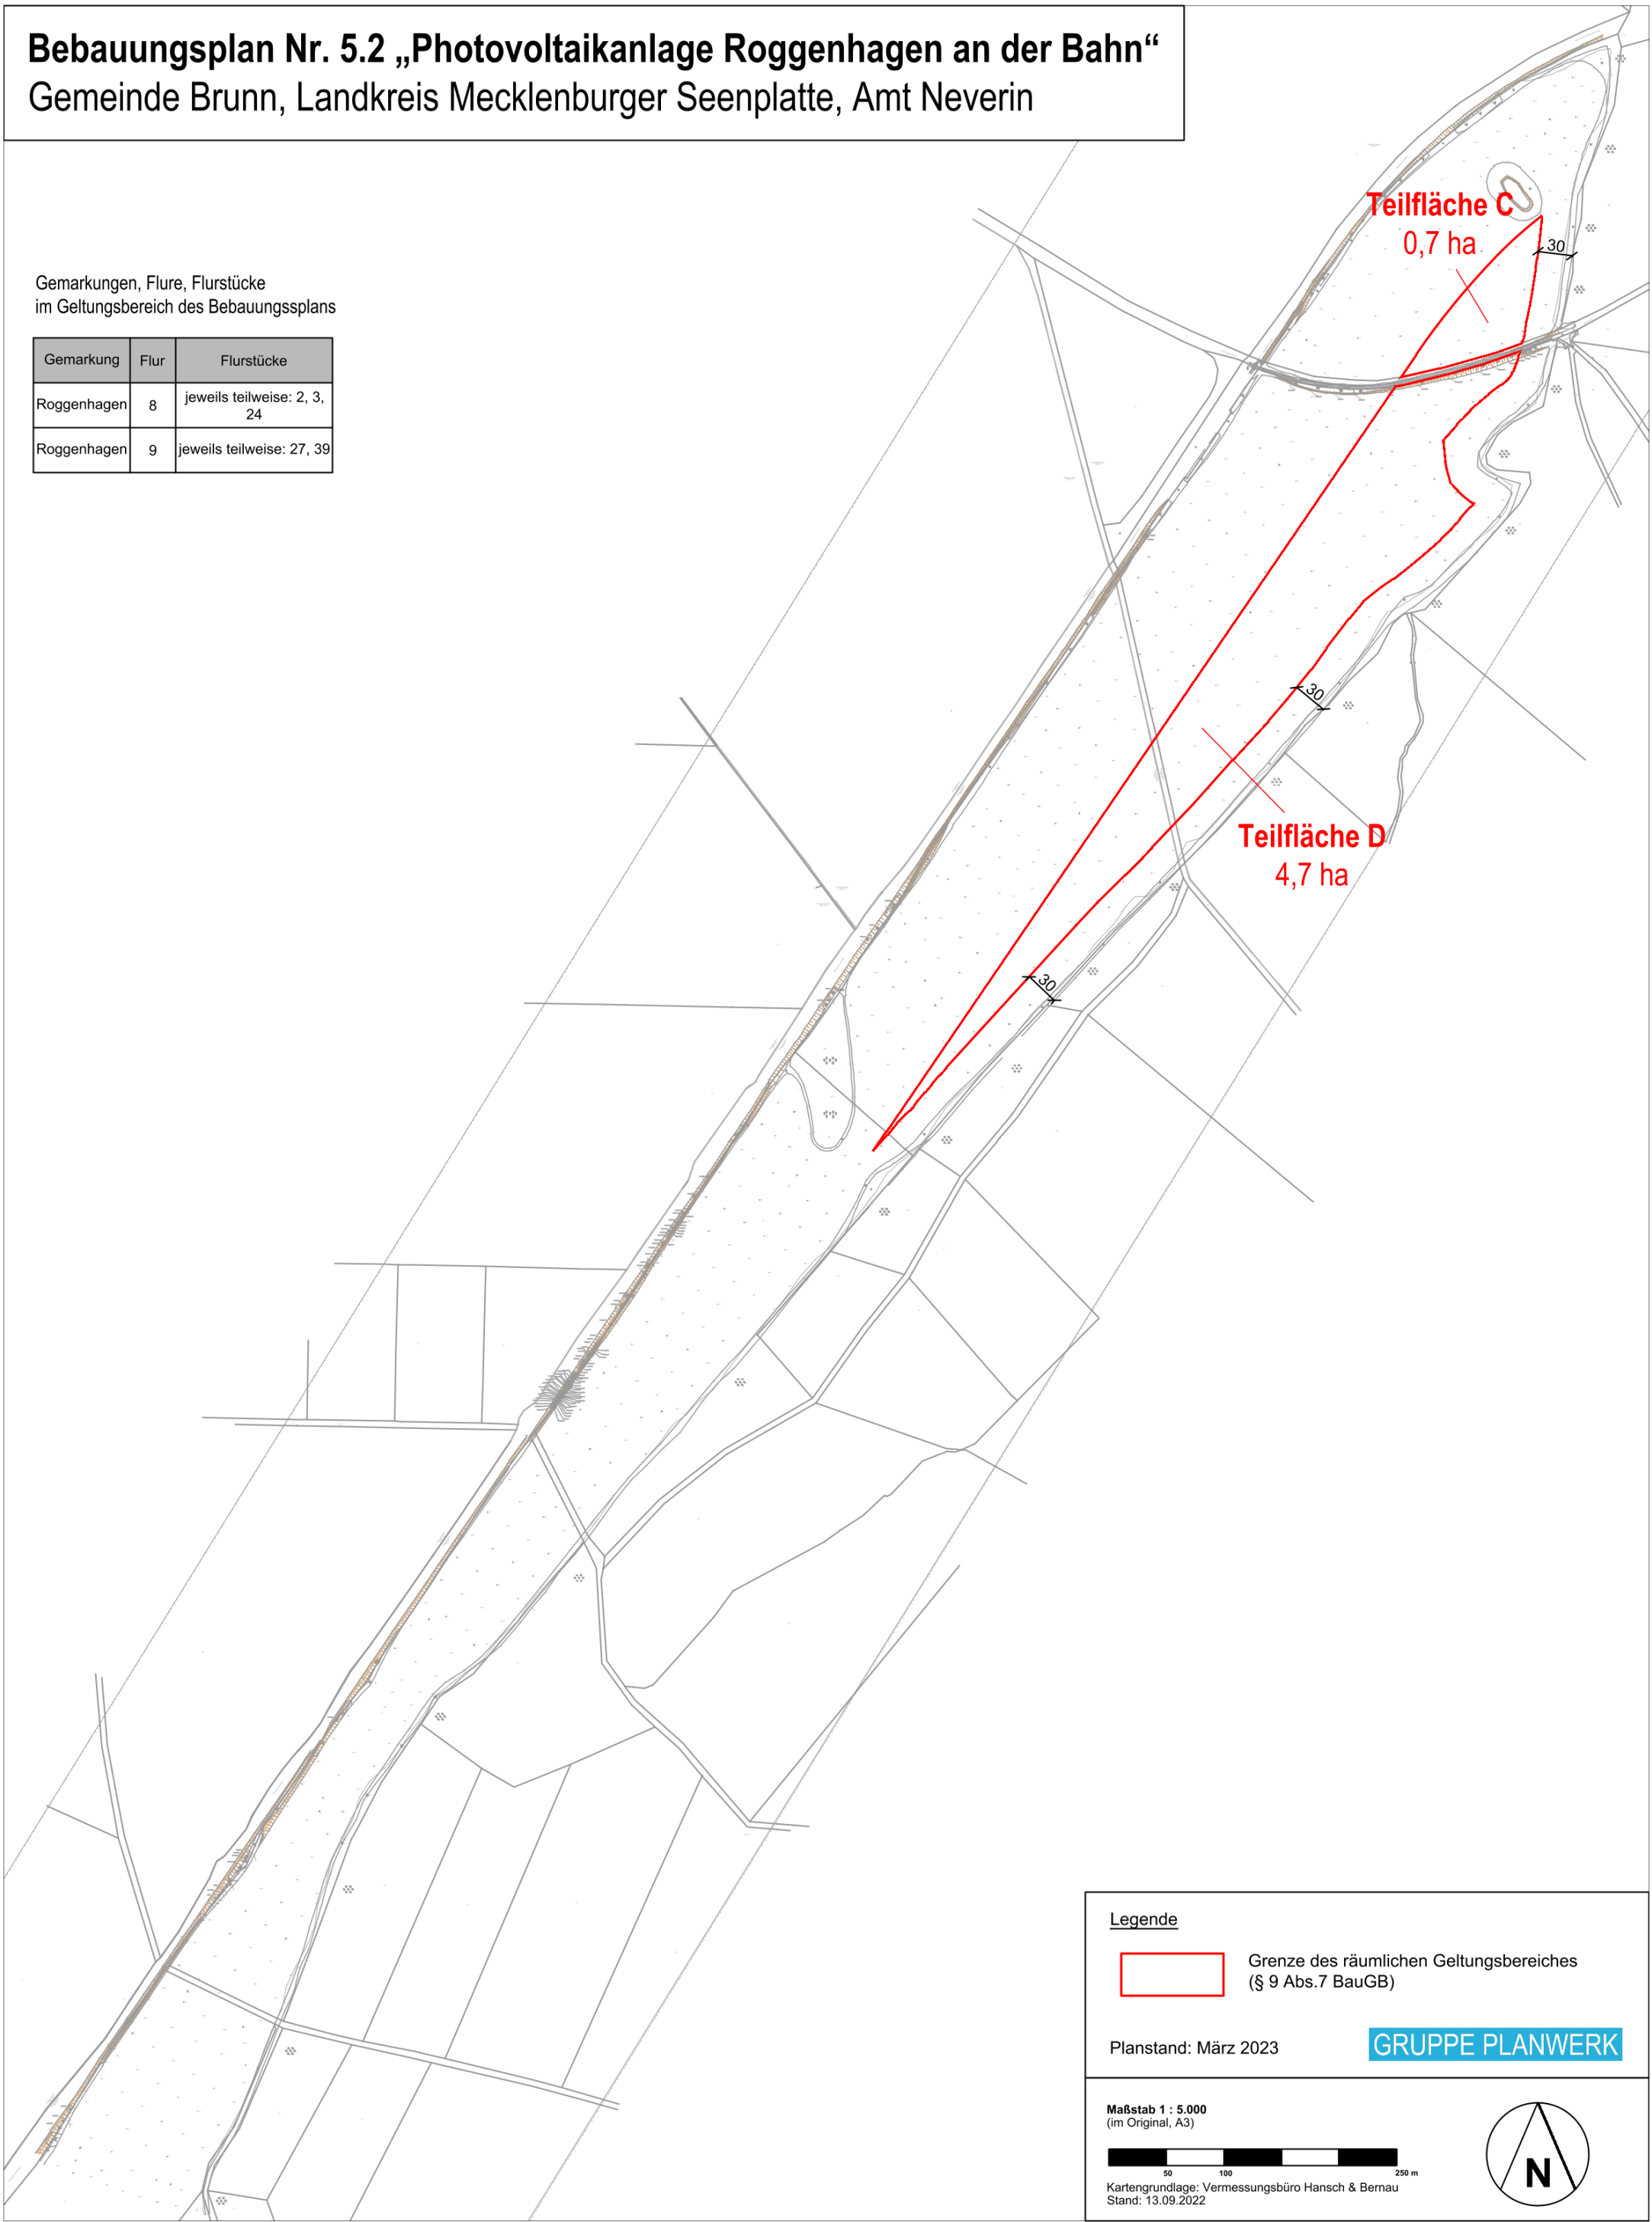 Bebauungsplan Nr. 5.2 „Photovoltaikanlage Roggenhagen an der Bahn“
Gemeinde Brunn, Landkreis Mecklenburger Seenplatte, Amt Neverin
Gemarkungen, Flure, Flurstücke
im Geltungsbereich des Bebauungssplans
Gemarkung Flur Flurstücke
Roggenhagen 8 jeweils teilweise: 2, 3,
24
Roggenhagen 9 jeweils teilweise: 27, 39
Teilfläche C
0,7 ha
30
30
Teilfläche D
4,7 ha
30
Legende
Grenze des räumlichen Geltungsbereiches
(§ 9 Abs.7 BauGB)
Planstand: März 2023
GRUPPE PLANWERK
Maßstab 1 : 5.000
(im Original, A3)
50 100 250 m
Kartengrundlage: Vermessungsbüro Hansch & Bernau
Stand: 13.09.2022
N